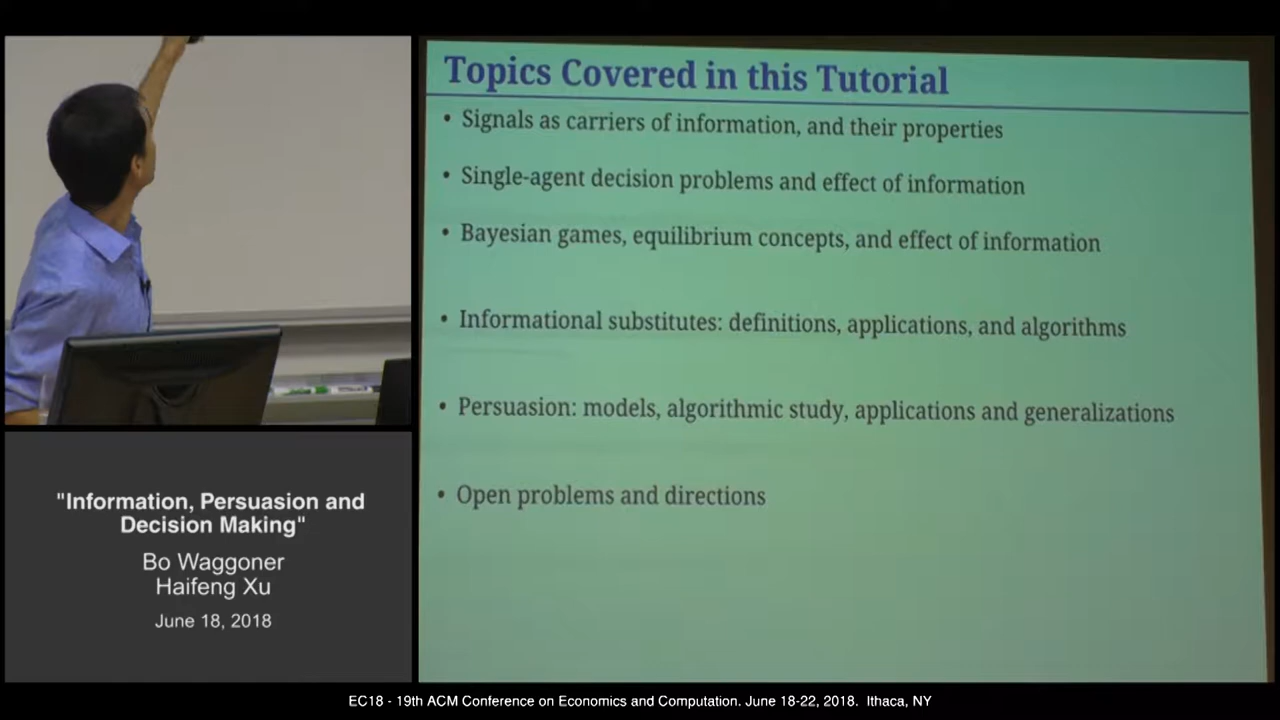 Topics Covered in this Tutorial
• Signals as carriers of information, and their properties
• Single-agent decision problems and effect of information
• Bayesian games, equilibrium concepts, and effect of information
• Informational substitutes: definitions, applications, and algorithms
• Persuasion: models, algorithmic study, applications and generalizations
• Open problems and directions
"Information, Persuasion and
Decision Making"
Bo Waggoner
Haifeng Xu
June 18, 2018
EC18 - 19th ACM Conference on Economics and Computation. June 18-22, 2018. Ithaca, NY